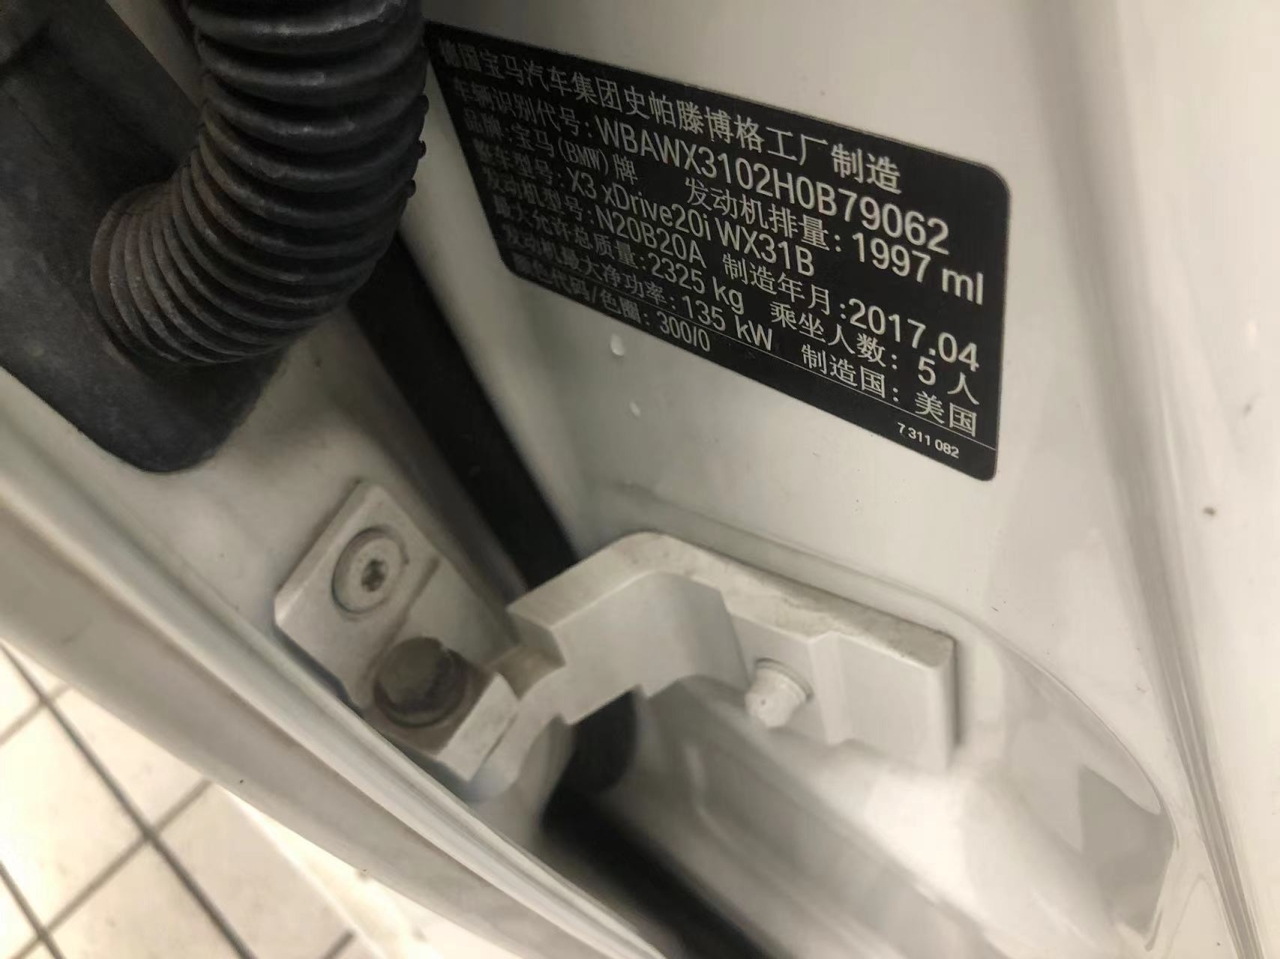 德国宝马汽车集团史帕滕博格工厂制造
车辆识别代号: WBAWX3102H0B79062
品牌: 宝马(BMW)牌 发动机排量: 1997 ml
整车型号: X3 xDrive20i WX31B
发动机型号: N20B20A 制造年月: 2017.04
最大允许总质量: 2325 kg 乘坐人数: 5 人
发动机最大净功率: 135 kW 制造国: 美国
颜色代码/色圈: 300/0
7 311 082